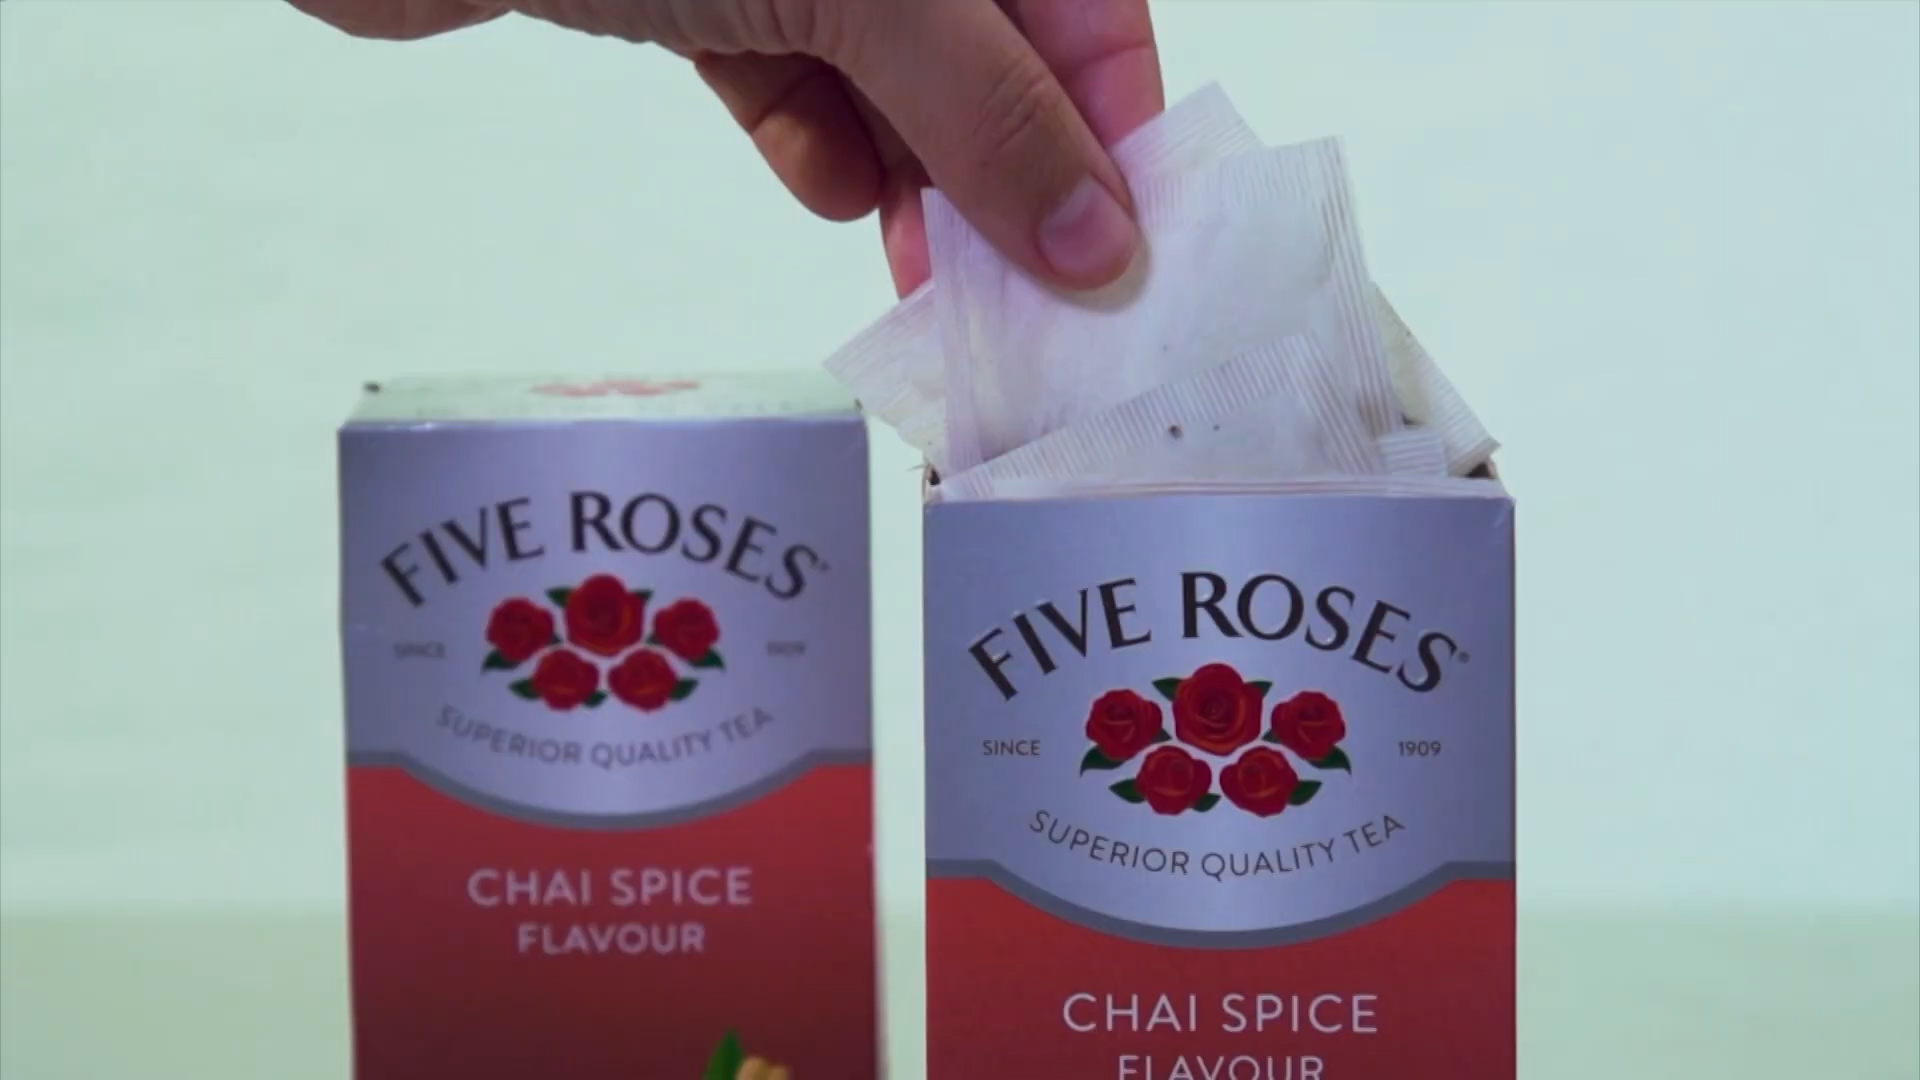 FIVE ROSES
SINCE 1909
SUPERIOR QUALITY TEA
CHAI SPICE
FLAVOUR
FIVE ROSES®
SINCE 1909
SUPERIOR QUALITY TEA
CHAI SPICE
FLAVOUR